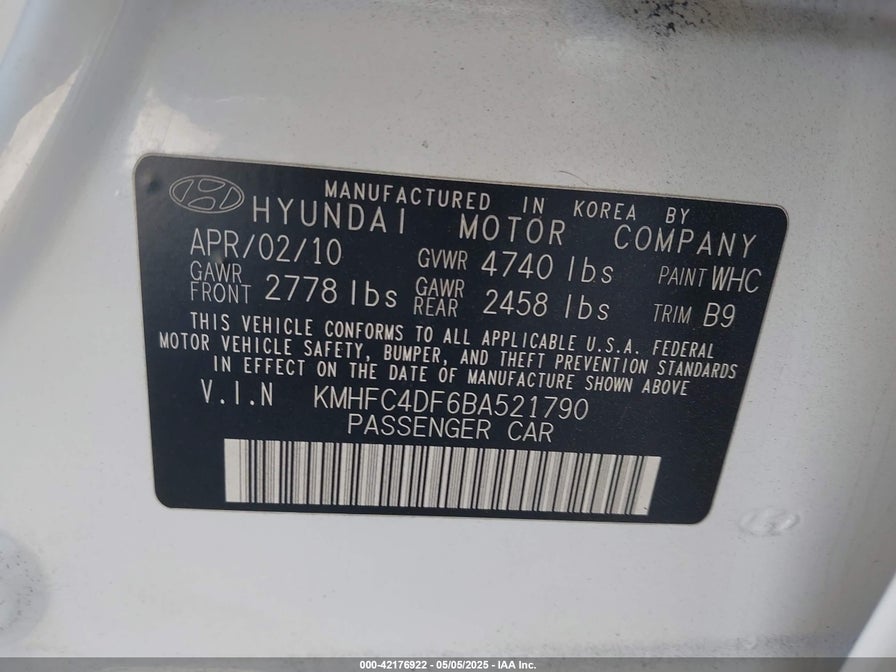 MANUFACTURED IN KOREA BY
HYUNDAI MOTOR COMPANY
APR/02/10 GVWR 4740 lbs PAINT WHC
GAWR FRONT 2778 lbs GAWR REAR 2458 lbs TRIM B9
THIS VEHICLE CONFORMS TO ALL APPLICABLE U.S.A. FEDERAL
MOTOR VEHICLE SAFETY, BUMPER, AND THEFT PREVENTION STANDARDS
IN EFFECT ON THE DATE OF MANUFACTURE SHOWN ABOVE
V.I.N KMHFC4DF6BA521790
PASSENGER CAR
000-42176922 - 05/05/2025 - IAA Inc.